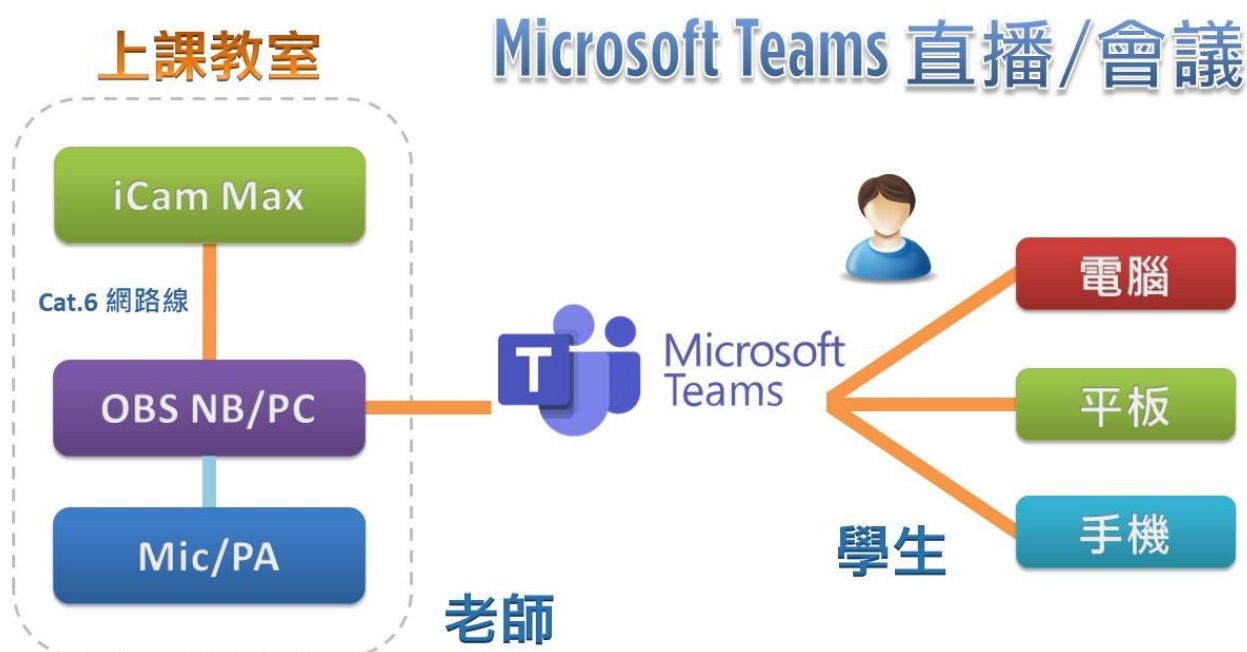 上課教室
Microsoft Teams 直播/會議
iCam Max
Cat.6 網路線
OBS NB/PC
Mic/PA
老師
T
Microsoft
Teams
學生
電腦
平板
手機